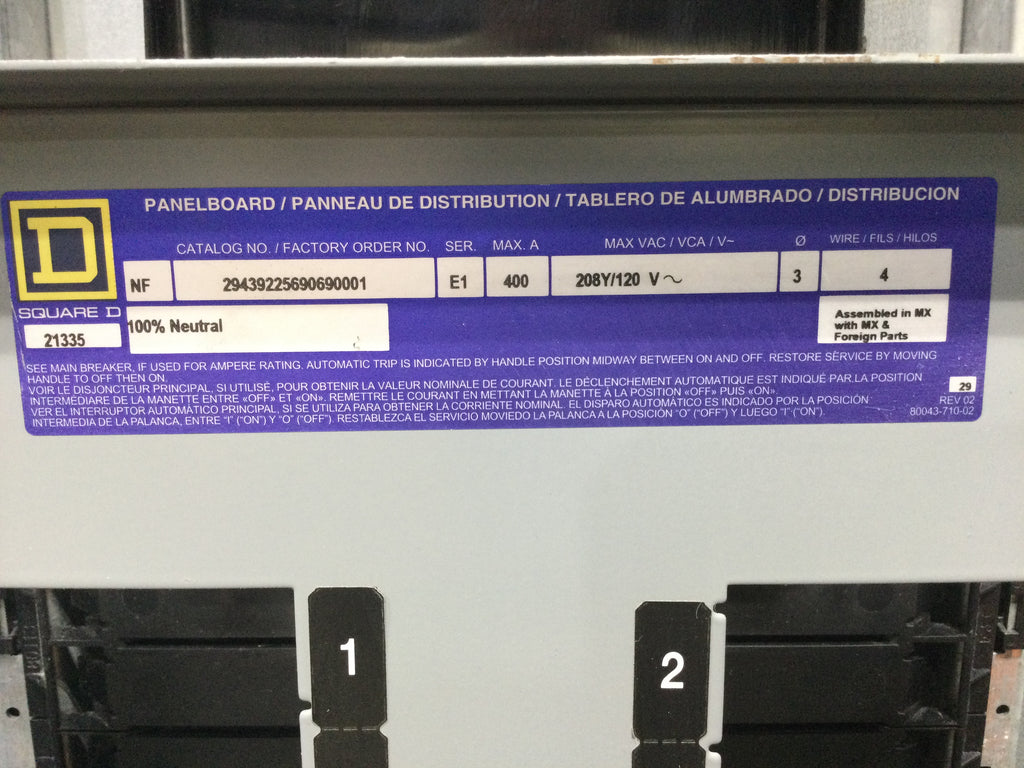 PANELBOARD / PANNEAU DE DISTRIBUTION / TABLERO DE ALUMBRADO / DISTRIBUCION
D
SQUARE D
21335
CATALOG NO. / FACTORY ORDER NO. SER. MAX. A MAX VAC / VCA / V~ Ø WIRE / FILS / HILOS
NF 29439225690690001 E1 400 208Y/120 V~ 3 4
100% Neutral
Assembled in MX
with MX &
Foreign Parts
SEE MAIN BREAKER, IF USED FOR AMPERE RATING. AUTOMATIC TRIP IS INDICATED BY HANDLE POSITION MIDWAY BETWEEN ON AND OFF. RESTORE SERVICE BY MOVING
HANDLE TO OFF THEN ON.
VOIR LE DISJONCTEUR PRINCIPAL, SI UTILISÉ, POUR OBTENIR LA VALEUR NOMINALE DE COURANT. LE DÉCLENCHEMENT AUTOMATIQUE EST INDIQUÉ PAR LA POSITION
INTERMÉDIAIRE DE LA MANETTE ENTRE «OFF» ET «ON». REMETTRE LE COURANT EN METTANT LA MANETTE À LA POSITION «OFF» PUIS «ON».
VER EL INTERRUPTOR AUTOMÁTICO PRINCIPAL, SI SE UTILIZA PARA OBTENER LA CORRIENTE NOMINAL. EL DISPARO AUTOMÁTICO ES INDICADO POR LA POSICIÓN
INTERMEDIA DE LA PALANCA, ENTRE "I" ("ON") Y "O" ("OFF"). RESTABLEZCA EL SERVICIO MOVIEDO LA PALANCA A LA POSICIÓN "O" ("OFF") Y LUEGO "I" ("ON").
29
REV 02
80043-710-02
1
2